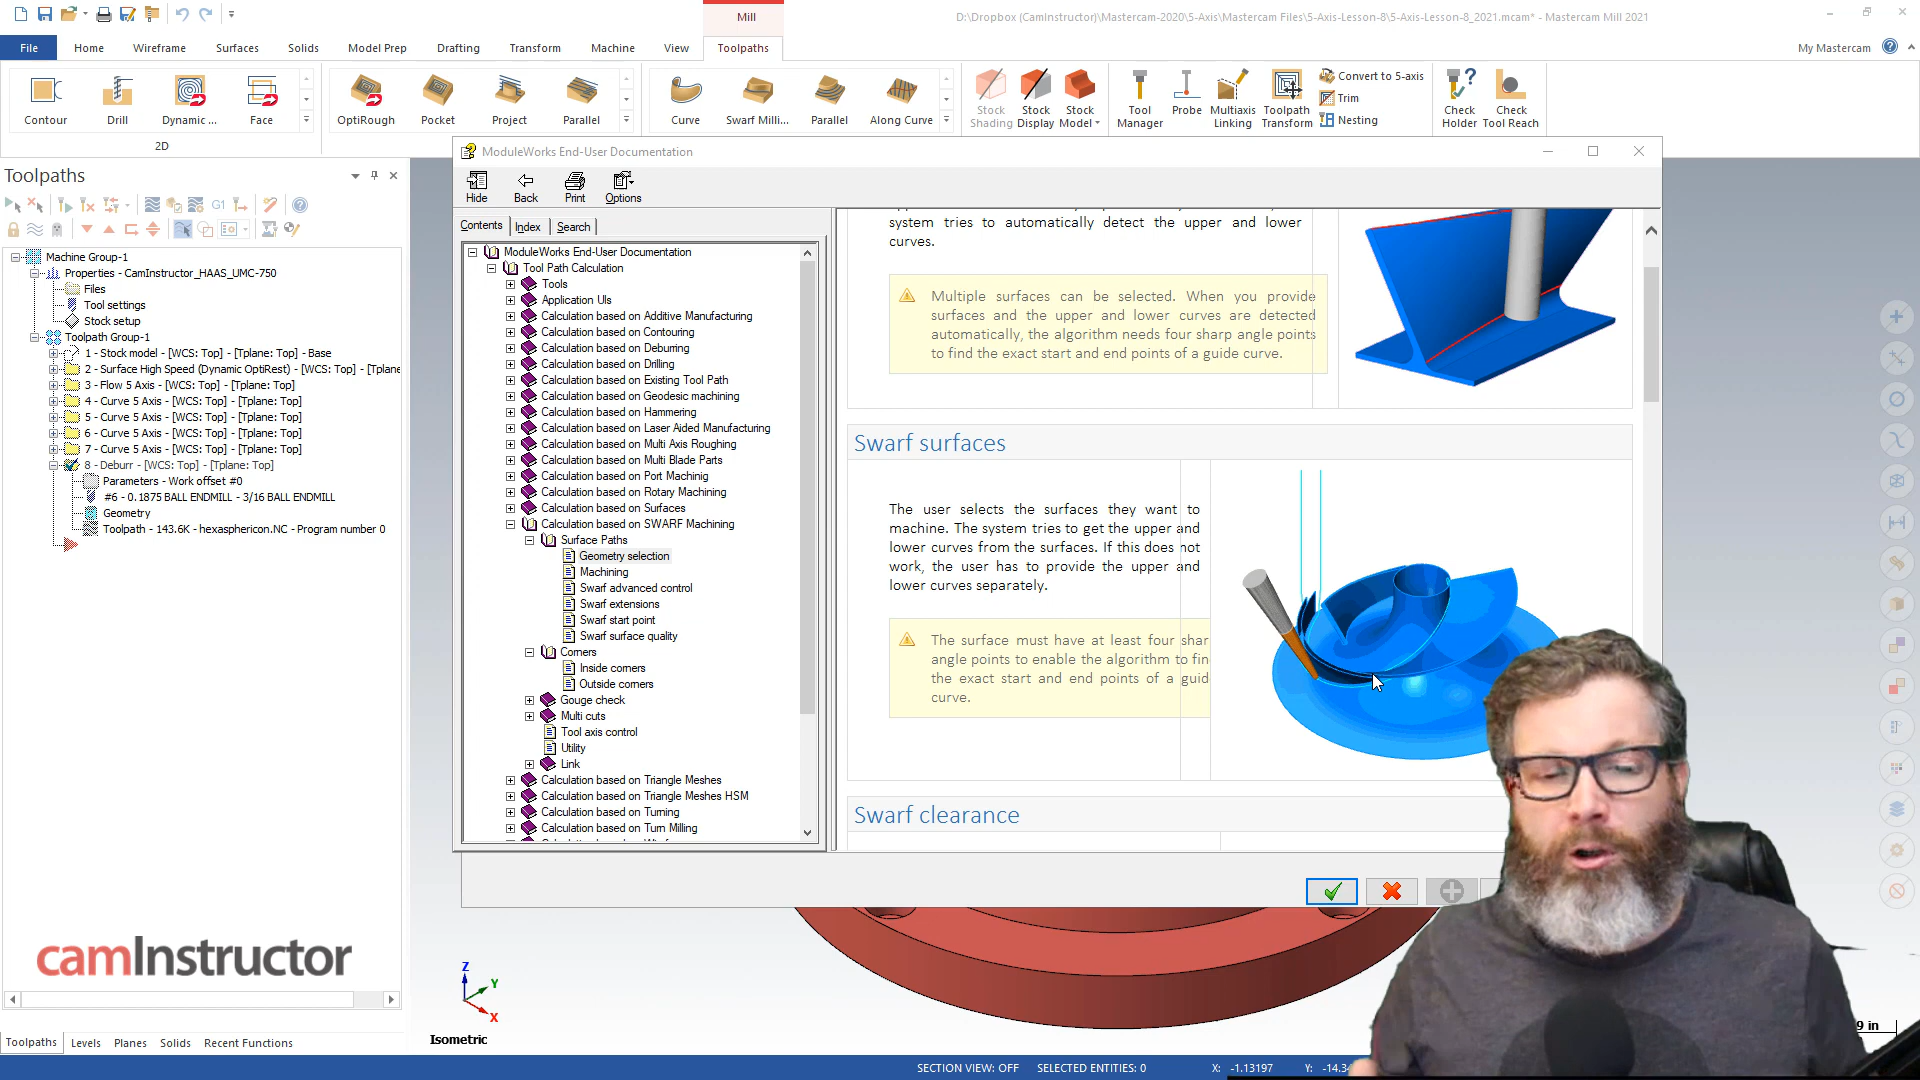 Mill
D:\Dropbox (CamInstructor)\Mastercam-2020\5-Axis\Mastercam Files\5-Axis-Lesson-8\5-Axis-Lesson-8_2021.mcam* - Mastercam Mill 2021
File Home Wireframe Surfaces Solids Model Prep Drafting Transform Machine View Toolpaths
My Mastercam
Contour Drill Dynamic ... Face
2D
OptiRough Pocket Project Parallel
Curve Swarf Milli... Parallel Along Curve
Stock Shading
Stock Display
Stock Model
Tool Manager
Probe
Multiaxis Linking
Toolpath Transform
Convert to 5-axis
Trim
Nesting
Check Holder
Check Tool Reach
Toolpaths
G1
Machine Group-1
Properties - CamInstructor_HAAS_UMC-750
Files
Tool settings
Stock setup
Toolpath Group-1
1 - Stock model - [WCS: Top] - [Tplane: Top] - Base
2 - Surface High Speed (Dynamic OptiRest) - [WCS: Top] - [Tplane
3 - Flow 5 Axis - [WCS: Top] - [Tplane: Top]
4 - Curve 5 Axis - [WCS: Top] - [Tplane: Top]
5 - Curve 5 Axis - [WCS: Top] - [Tplane: Top]
6 - Curve 5 Axis - [WCS: Top] - [Tplane: Top]
7 - Curve 5 Axis - [WCS: Top] - [Tplane: Top]
8 - Deburr - [WCS: Top] - [Tplane: Top]
Parameters - Work offset #0
#6 - 0.1875 BALL ENDMILL - 3/16 BALL ENDMILL
Geometry
Toolpath - 143.6K - hexasphericon.NC - Program number 0
camInstructor
Toolpaths Levels Planes Solids Recent Functions
ModuleWorks End-User Documentation
Hide Back Print Options
Contents Index Search
ModuleWorks End-User Documentation
Tool Path Calculation
Tools
Application UIs
Calculation based on Additive Manufacturing
Calculation based on Contouring
Calculation based on Deburring
Calculation based on Drilling
Calculation based on Existing Tool Path
Calculation based on Geodesic machining
Calculation based on Hammering
Calculation based on Laser Aided Manufacturing
Calculation based on Multi Axis Roughing
Calculation based on Multi Blade Parts
Calculation based on Port Machining
Calculation based on Rotary Machining
Calculation based on Surfaces
Calculation based on SWARF Machining
Surface Paths
Geometry selection
Machining
Swarf advanced control
Swarf extensions
Swarf start point
Swarf surface quality
Corners
Inside corners
Outside corners
Gouge check
Multi cuts
Tool axis control
Utility
Link
Calculation based on Triangle Meshes
Calculation based on Triangle Meshes HSM
Calculation based on Turning
Calculation based on Turn Milling
system tries to automatically detect the upper and lower
curves.
Multiple surfaces can be selected. When you provide
surfaces and the upper and lower curves are detected
automatically, the algorithm needs four sharp angle points
to find the exact start and end points of a guide curve.
Swarf surfaces
The user selects the surfaces they want to
machine. The system tries to get the upper and
lower curves from the surfaces. If this does not
work, the user has to provide the upper and
lower curves separately.
The surface must have at least four shar
angle points to enable the algorithm to fin
the exact start and end points of a guid
curve.
Swarf clearance
Z
Y
X
Isometric
9 in
SECTION VIEW: OFF SELECTED ENTITIES: 0 X: -1.13197 Y: -14.3